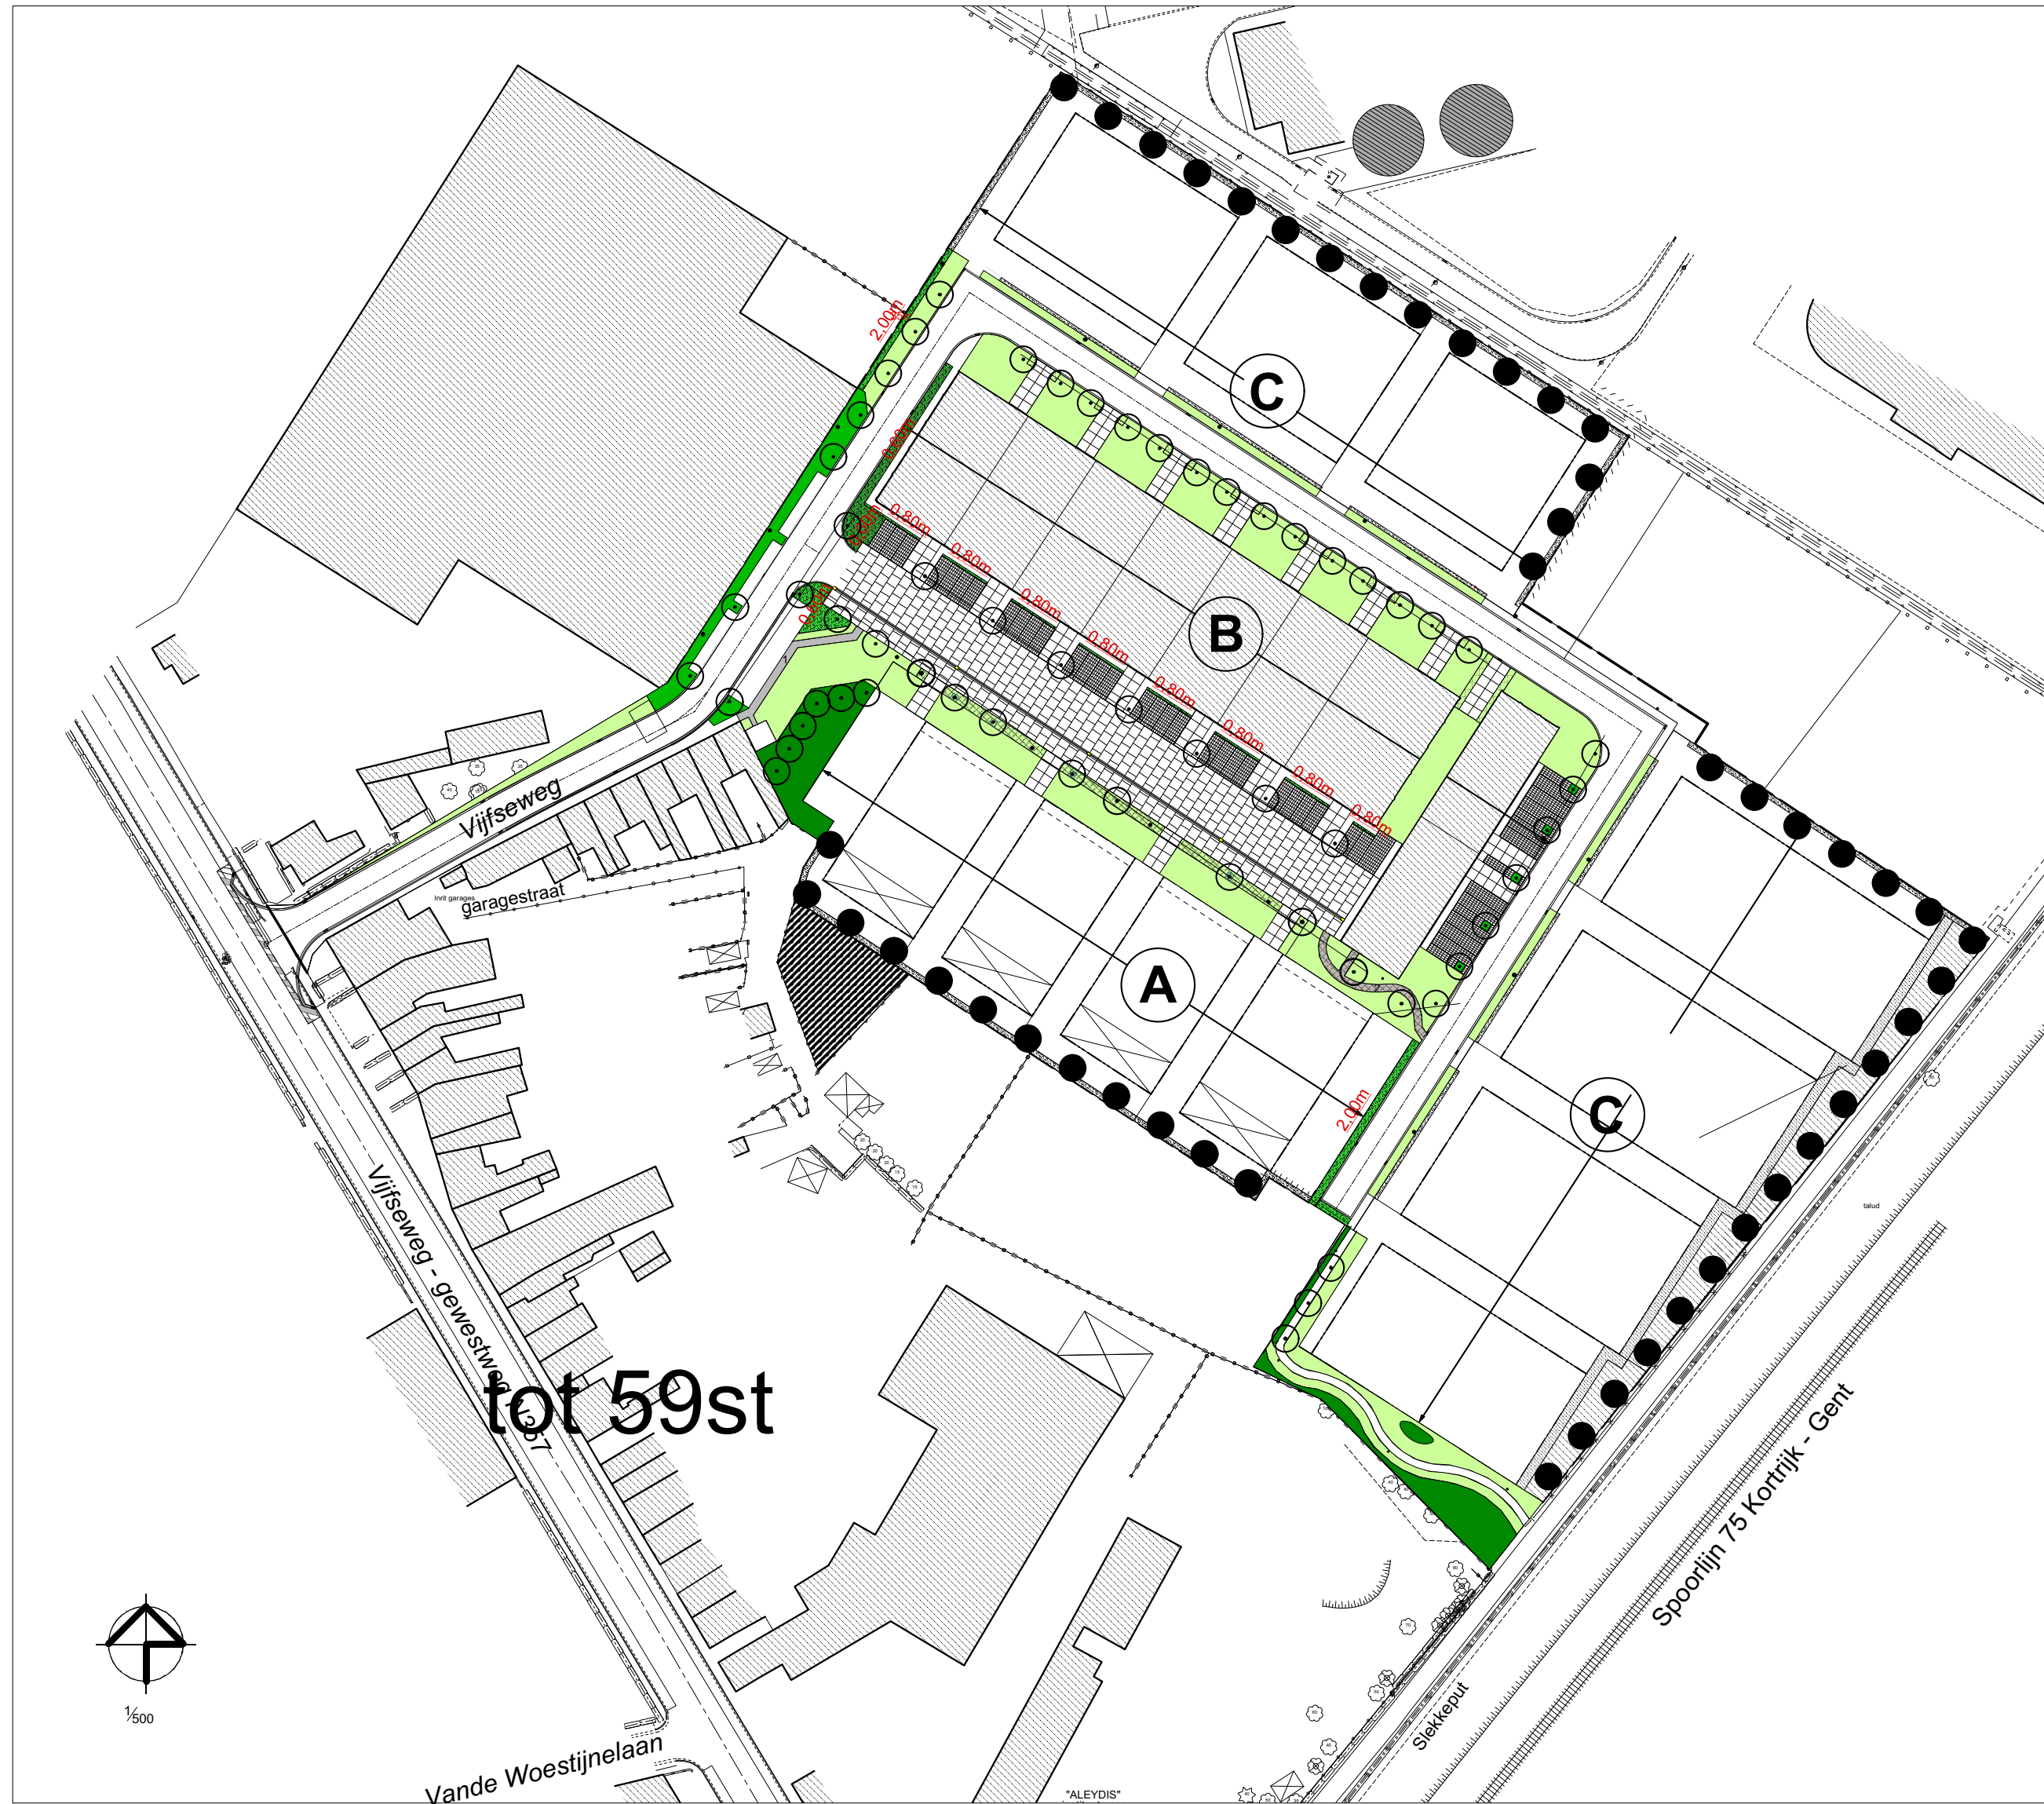 2.00m
C
0.80m
0.80m
0.80m
0.80m
0.80m
0.80m
0.80m
0.80m
B
A
2.00m
C
Vijfseweg
Inrit garages
garagestraat
Vijfseweg - gewestweg N357
tot 59st
talud
Spoorlijn 75 Kortrijk - Gent
Slekkeput
1/500
Vande Woestijnelaan
"ALEYDIS"